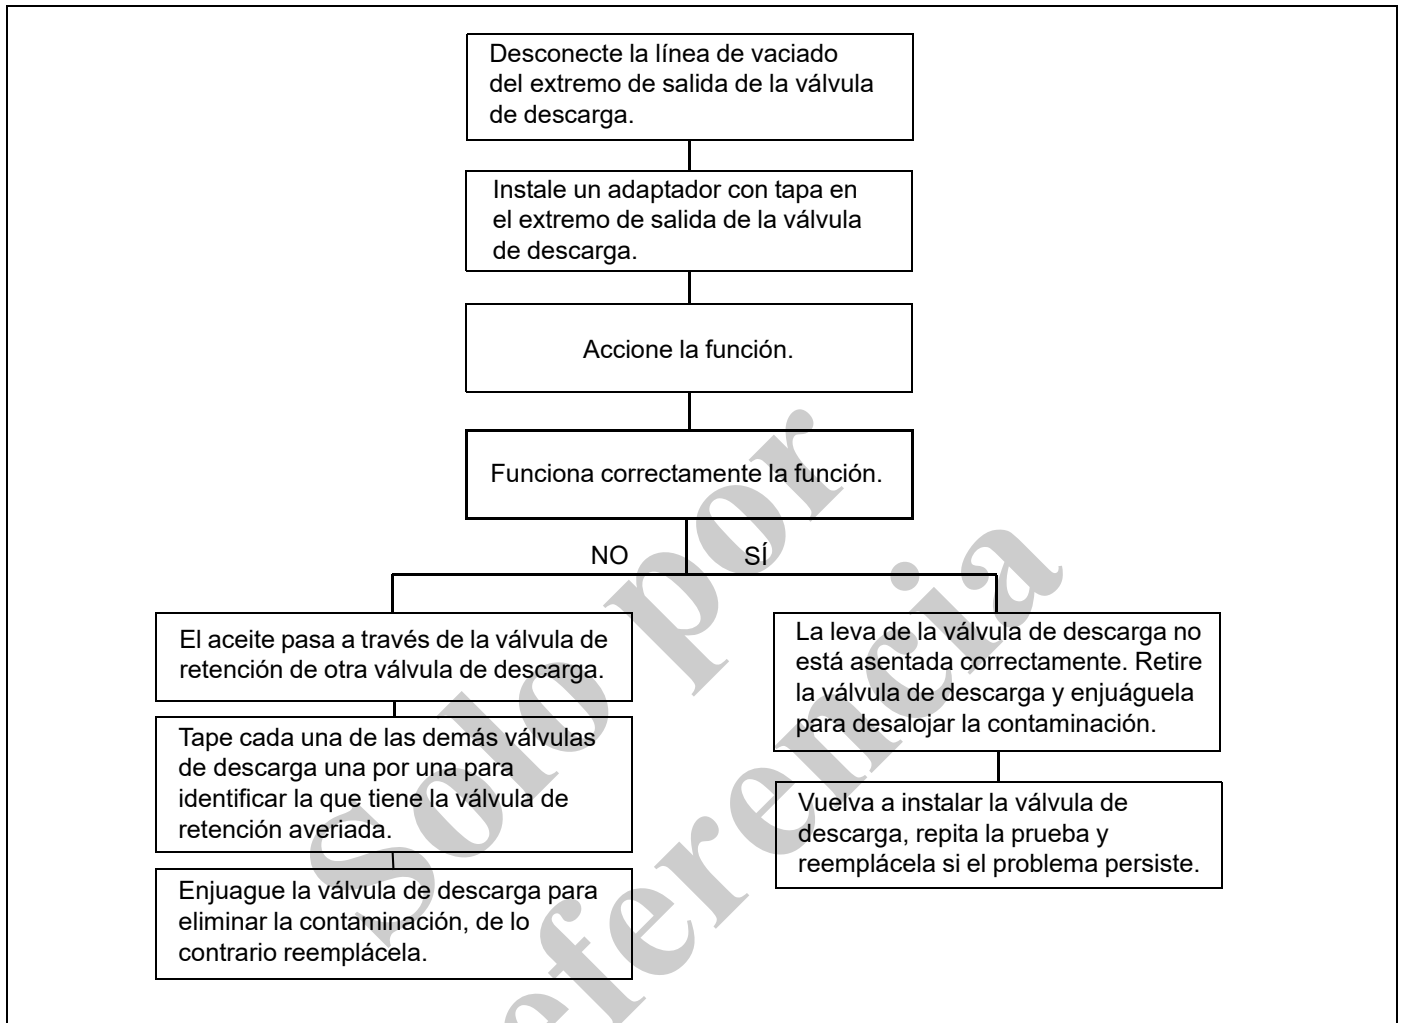 Desconecte la línea de vaciado
del extremo de salida de la válvula
de descarga.
Instale un adaptador con tapa en
el extremo de salida de la válvula
de descarga.
Accione la función.
Funciona correctamente la función.
NO
SÍ
El aceite pasa a través de la válvula de
retención de otra válvula de descarga.
Tape cada una de las demás válvulas
de descarga una por una para
identificar la que tiene la válvula de
retención averiada.
Enjuague la válvula de descarga para
eliminar la contaminación, de lo
contrario reemplácela.
La leva de la válvula de descarga no
está asentada correctamente. Retire
la válvula de descarga y enjuáguela
para desalojar la contaminación.
Vuelva a instalar la válvula de
descarga, repita la prueba y
reemplácela si el problema persiste.
Solo por
eferencia